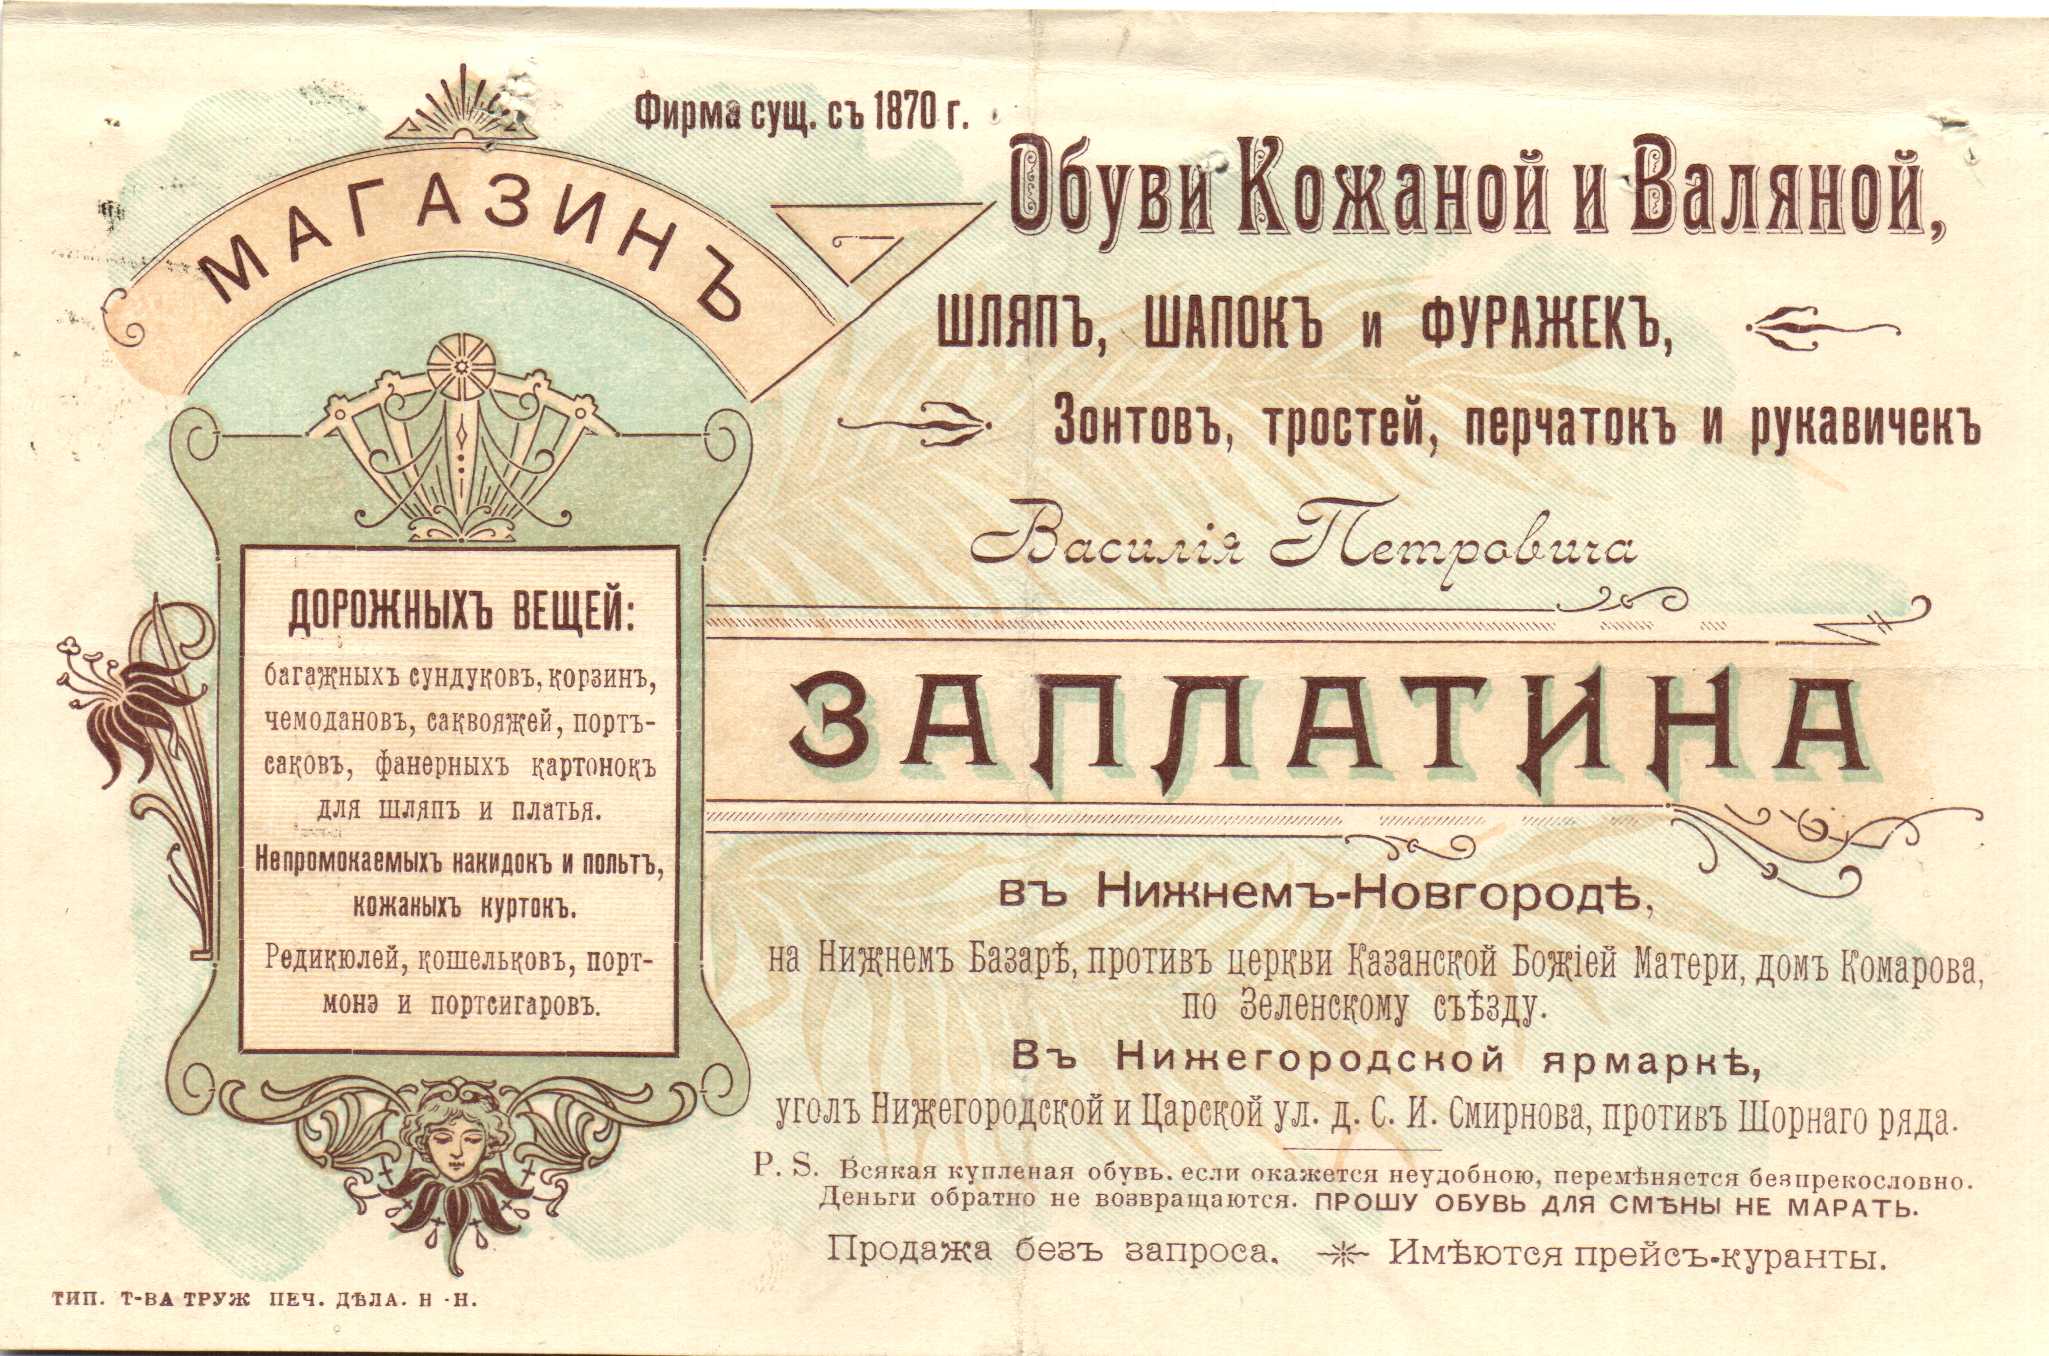 Фирма сущ. съ 1870 г.
МАГАЗИНЪ
Обуви Кожаной и Валяной,
ШЛЯПЪ, ШАПОКЪ и ФУРАЖЕКЪ,
Зонтовъ, тростей, перчатокъ и рукавичекъ
Василія Петровича
ЗАПЛАТИНА
въ Нижнемъ-Новгородѣ,
на Нижнемъ Базарѣ, противъ церкви Казанской Божіей Матери, домъ Комарова,
по Зеленскому съѣзду.
Въ Нижегородской ярмаркѣ,
уголъ Нижегородской и Царской ул. д. С. И. Смирнова, противъ Шорнаго ряда.
P. S. Всякая купленая обувь. если окажется неудобною, перемѣняется безпрекословно.
Деньги обратно не возвращаются. ПРОШУ ОБУВЬ ДЛЯ СМѢНЫ НЕ МАРАТЬ.
Продажа безъ запроса. Имѣются прейсъ-куранты.
ДОРОЖНЫХЪ ВЕЩЕЙ:
багажныхъ сундуковъ, корзинъ,
чемодановъ, саквояжей, портъ-
саковъ, фанерныхъ картонокъ
для шляпъ и платья.
Непромокаемыхъ накидокъ и польтъ,
кожаныхъ куртокъ.
Редикюлей, кошельковъ, порт-
монэ и портсигаровъ.
ТИП. Т-ВА ТРУЖ ПЕЧ. ДѢЛА. Н -Н.